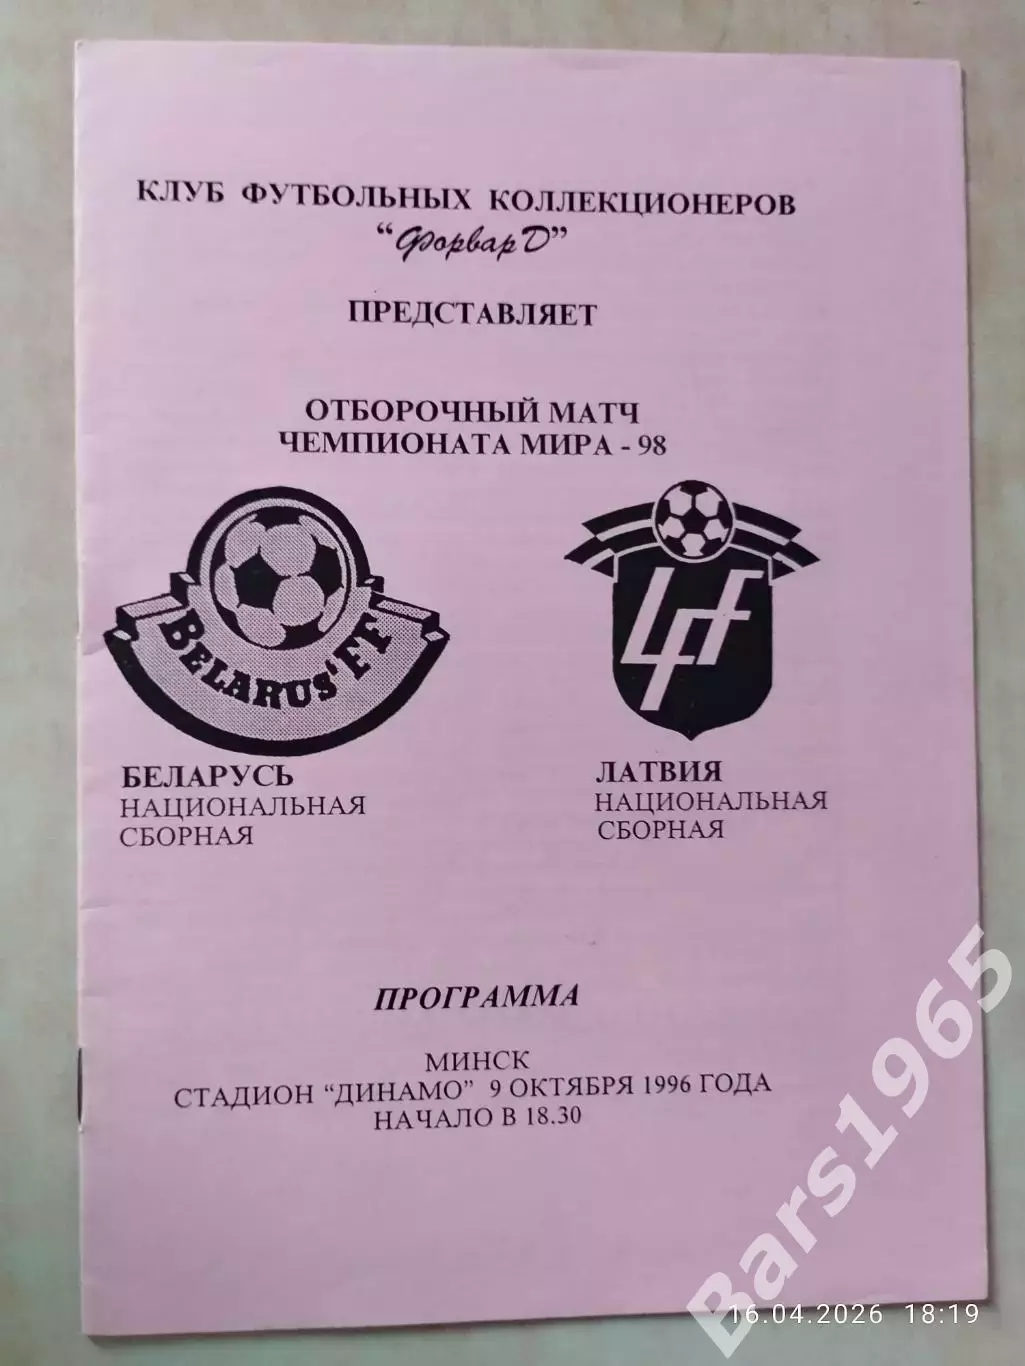 КЛУБ ФУТБОЛЬНЫХ КОЛЛЕКЦИОНЕРОВ
“ФорварД”
ПРЕДСТАВЛЯЕТ
ОТБОРОЧНЫЙ МАТЧ
ЧЕМПИОНАТА МИРА - 98
BELARUS' FF
LFF
БЕЛАРУСЬ
НАЦИОНАЛЬНАЯ
СБОРНАЯ
ЛАТВИЯ
НАЦИОНАЛЬНАЯ
СБОРНАЯ
ПРОГРАММА
МИНСК
СТАДИОН “ДИНАМО” 9 ОКТЯБРЯ 1996 ГОДА
НАЧАЛО В 18.30
Bars1965
16.04.2026 18:19